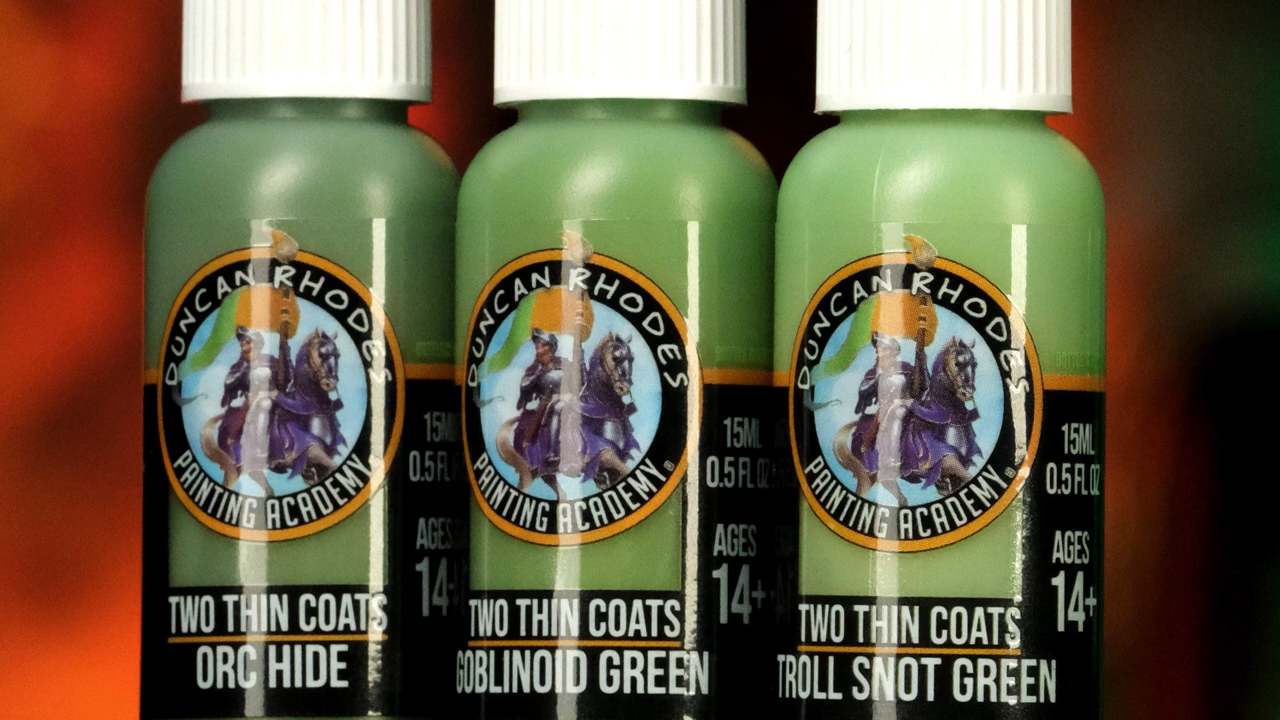 DUNCAN RHODES
PAINTING ACADEMY
15ML
0.5 FL
AGES
14+
TWO THIN COATS
ORC HIDE
DUNCAN RHODES
PAINTING ACADEMY®
15ML
0.5 FL OZ
AGES
14+
TWO THIN COATS
GOBLINOID GREEN
DUNCAN RHODES
PAINTING ACADEMY®
15ML
0.5 FL OZ
AGES
14+
TWO THIN COATS
TROLL SNOT GREEN